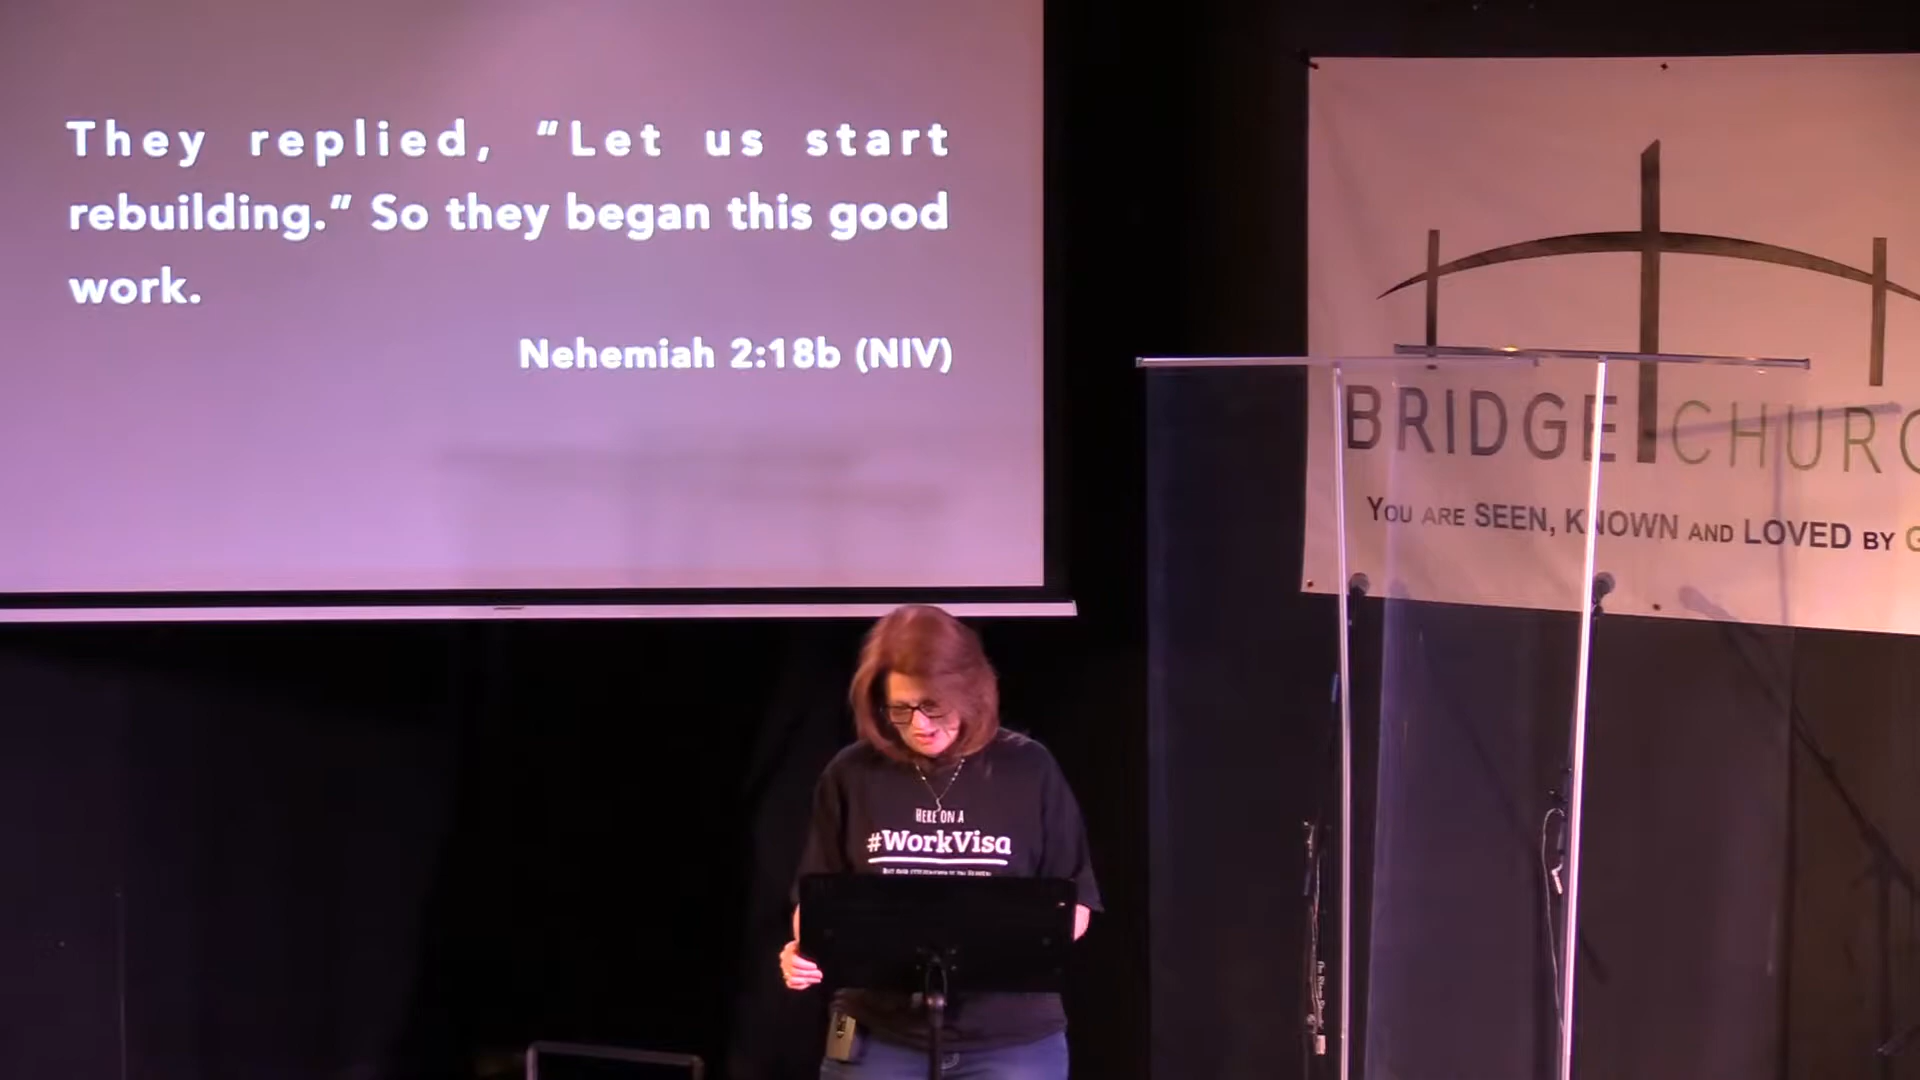 They replied, “Let us start
rebuilding.” So they began this good
work.
Nehemiah 2:18b (NIV)
BRIDGE CHURC
You are SEEN, KNOWN and LOVED by G
Here on a
#WorkVisa